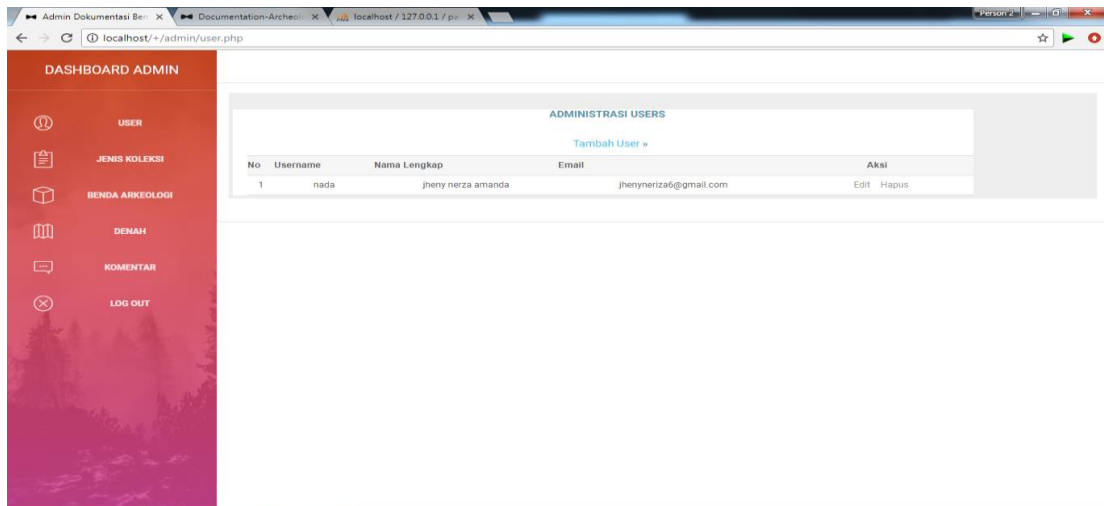 Admin Dokumentasi Ben
Documentation-Archeolo
localhost / 127.0.0.1 / pa
Person 2
localhost/+/admin/user.php
DASHBOARD ADMIN
USER
JENIS KOLEKSI
BENDA ARKEOLOGI
DENAH
KOMENTAR
LOG OUT
ADMINISTRASI USERS
Tambah User »
No Username Nama Lengkap Email Aksi
1 nada jheny nerza amanda jhenyneriza6@gmail.com Edit Hapus